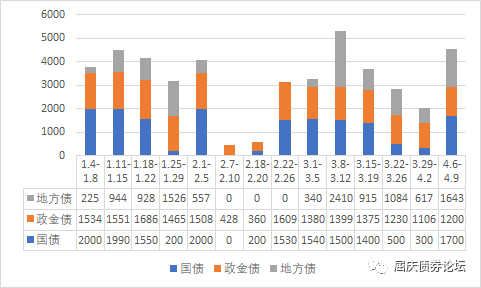 6000
5000
4000
3000
2000
1000
0
1.4-1.8 1.11-1.15 1.18-1.22 1.25-1.29 2.1-2.5 2.7-2.10 2.18-2.20 2.22-2.26 3.1-3.5 3.8-3.12 3.15-3.19 3.22-3.26 3.29-4.2 4.6-4.9
地方债 225 944 928 1526 557 0 0 0 340 2410 915 1084 617 1643
政金债 1534 1551 1686 1465 1508 428 360 1609 1380 1399 1375 1230 1106 1200
国债 2000 1990 1550 200 2000 0 200 1530 1540 1500 1400 500 300 1700
国债 政金债 地方债
屈庆债券论坛